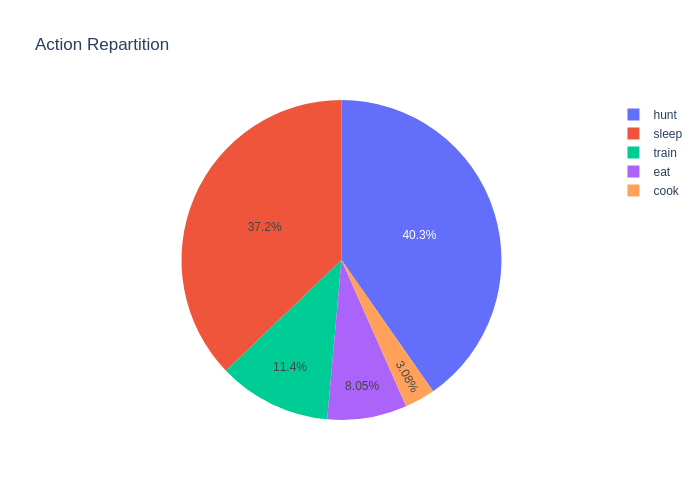 Action Repartition
hunt
sleep
train
eat
cook
40.3%
37.2%
11.4%
8.05%
3.08%